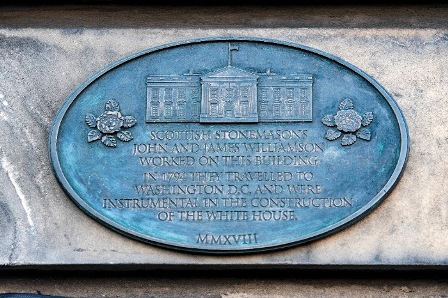 SCOTTISH STONEMASONS
JOHN AND JAMES WILLIAMSON
WORKED ON THIS BUILDING
IN 1794 THEY TRAVELLED TO
WASHINGTON D.C. AND WERE
INSTRUMENTAL IN THE CONSTRUCTION
OF THE WHITE HOUSE.
MMXVIII